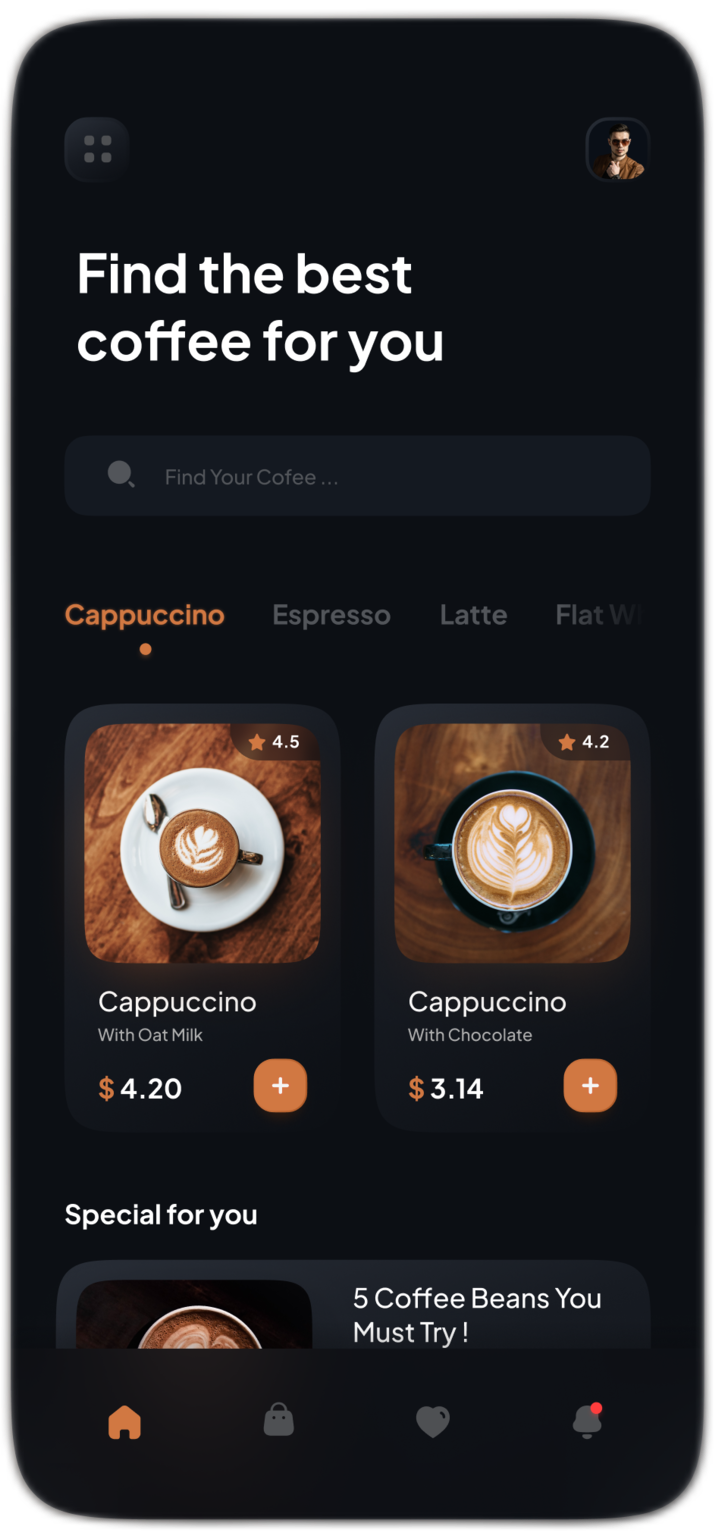 Find the best
coffee for you
Find Your Cofee ...
Cappuccino Espresso Latte Flat
4.5
4.2
Cappuccino
With Oat Milk
$ 4.20
+
Cappuccino
With Chocolate
$ 3.14
+
Special for you
5 Coffee Beans You
Must Try !